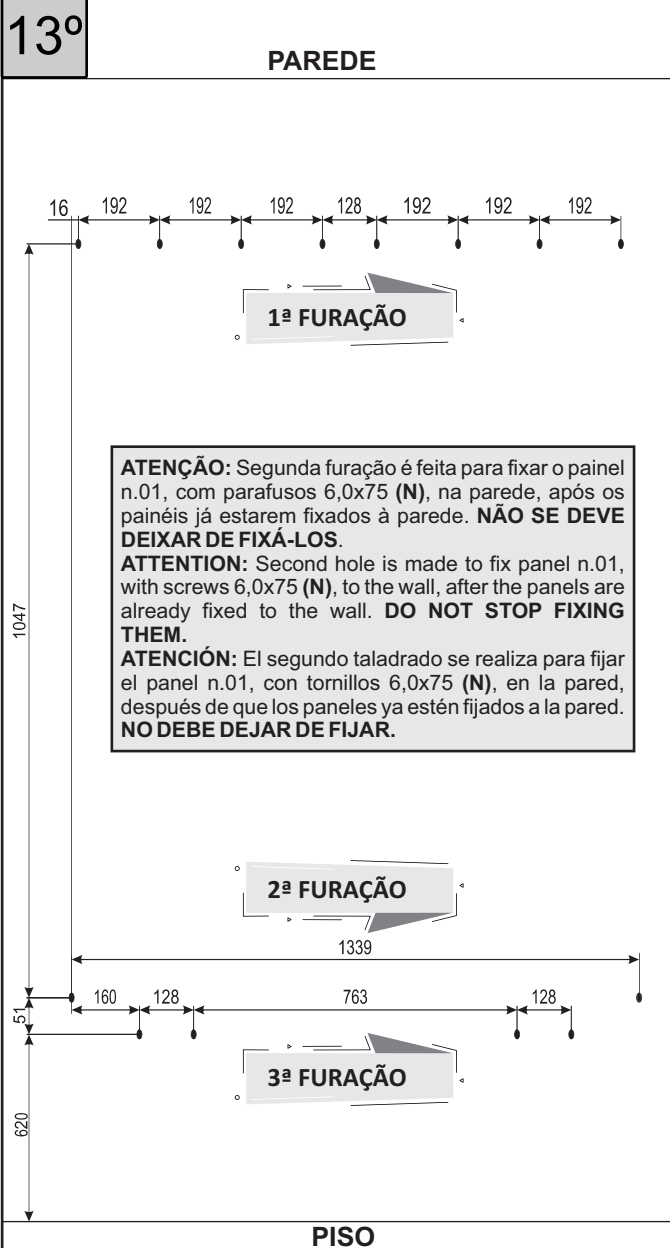 13º
PAREDE
16 192 192 192 128 192 192 192
1ª FURAÇÃO
ATENÇÃO: Segunda furação é feita para fixar o painel
n.01, com parafusos 6,0x75 (N), na parede, após os
painéis já estarem fixados à parede. NÃO SE DEVE
DEIXAR DE FIXÁ-LOS.
ATTENTION: Second hole is made to fix panel n.01,
with screws 6,0x75 (N), to the wall, after the panels are
already fixed to the wall. DO NOT STOP FIXING
THEM.
ATENCIÓN: El segundo taladrado se realiza para fijar
el panel n.01, con tornillos 6,0x75 (N), en la pared,
después de que los paneles ya estén fijados a la pared.
NO DEBE DEJAR DE FIJAR.
1047
2ª FURAÇÃO
1339
160 128 763 128
51
3ª FURAÇÃO
620
PISO